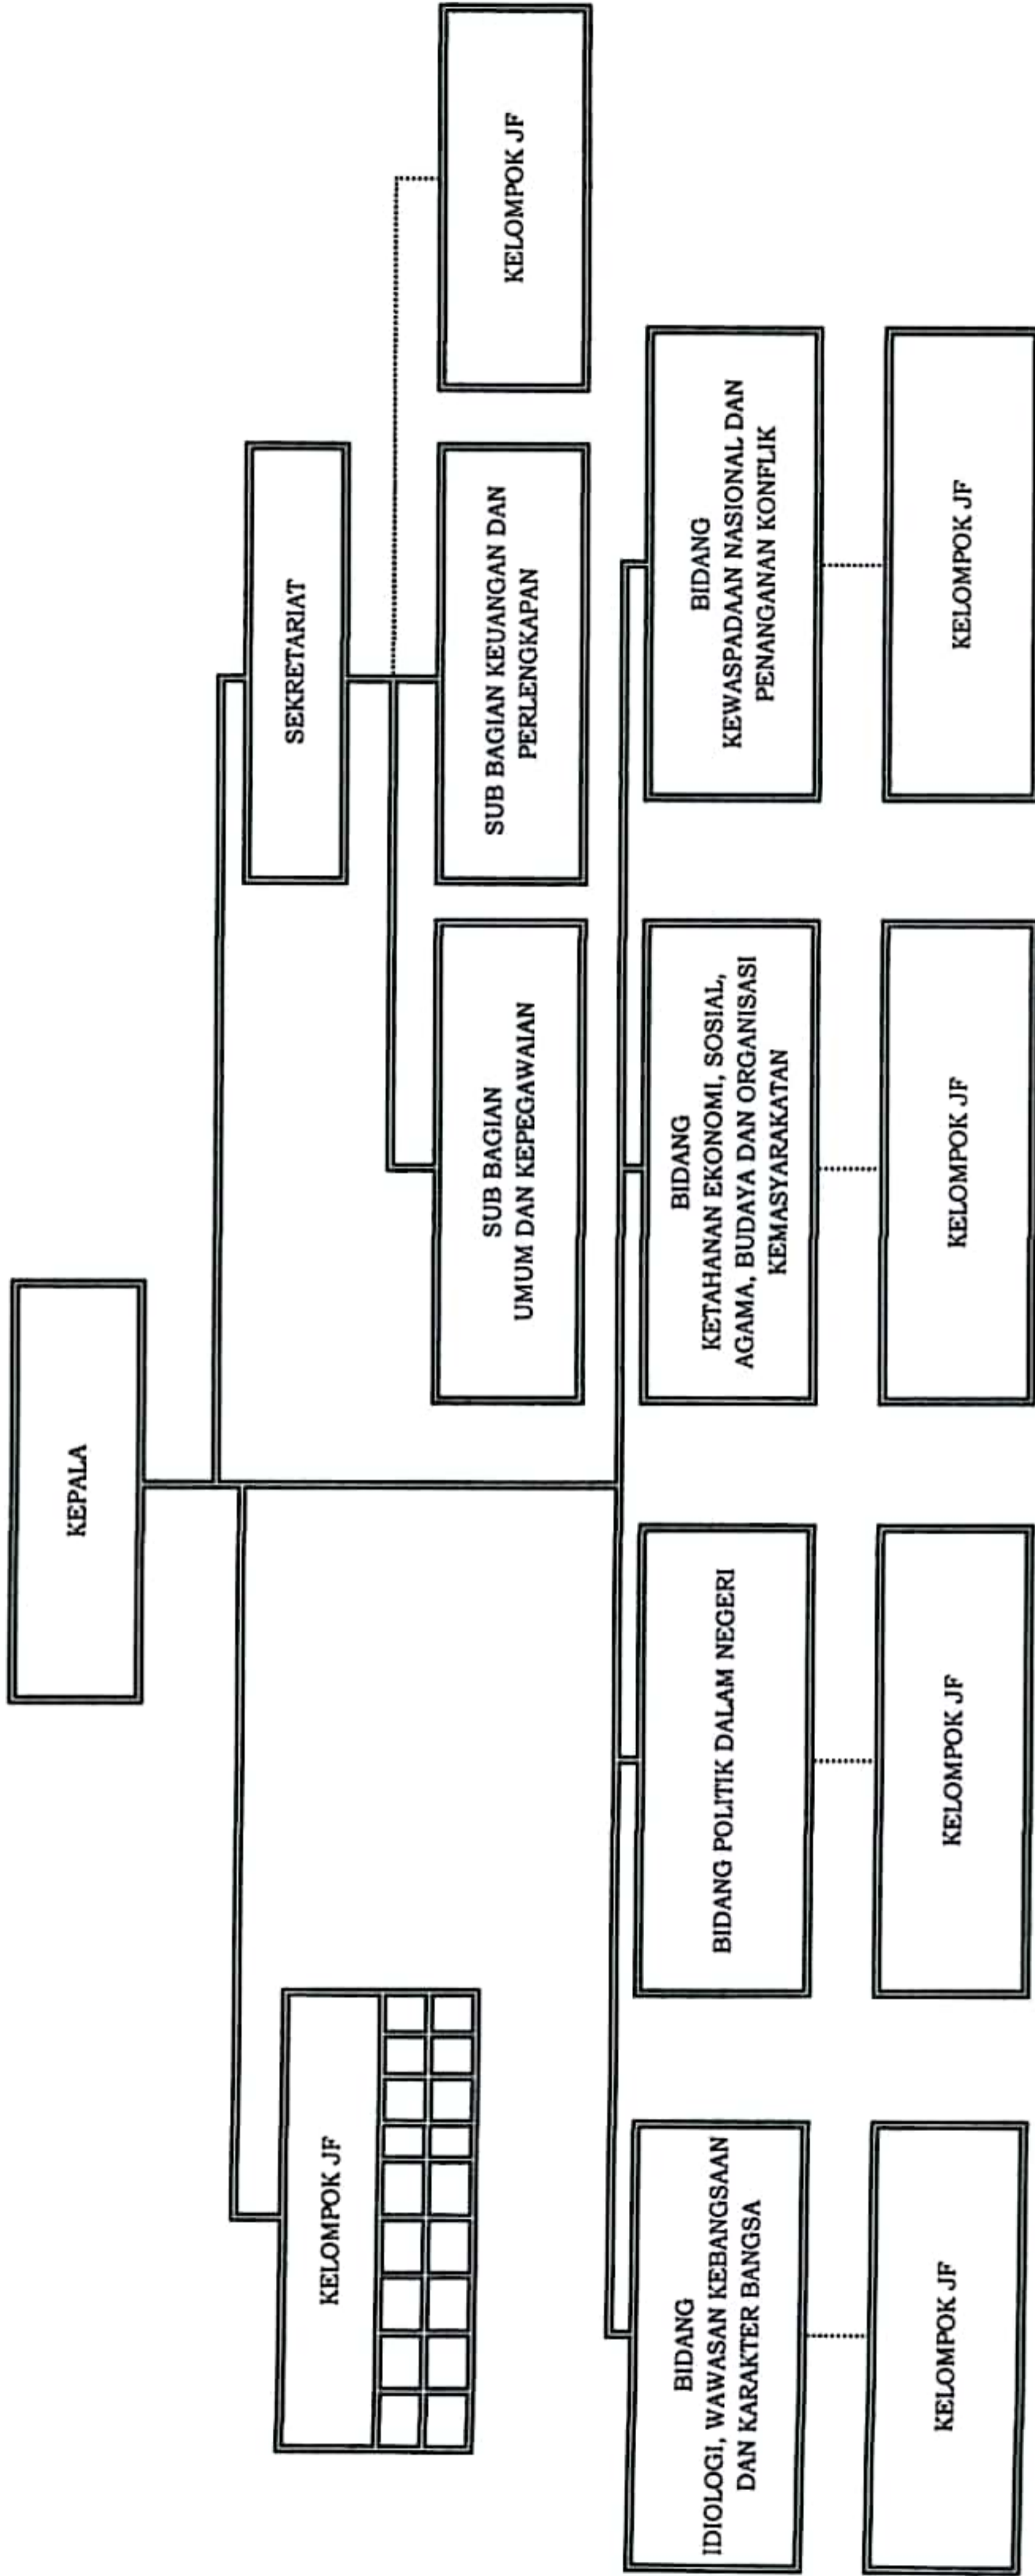 KEPALA
SEKRETARIAT
KELOMPOK JF
SUB BAGIAN
UMUM DAN KEPEGAWAIAN
SUB BAGIAN KEUANGAN DAN
PERLENGKAPAN
KELOMPOK JF
BIDANG
IDIOLOGI, WAWASAN KEBANGSAAN
DAN KARAKTER BANGSA
BIDANG POLITIK DALAM NEGERI
BIDANG
KETAHANAN EKONOMI, SOSIAL,
AGAMA, BUDAYA DAN ORGANISASI
KEMASYARAKATAN
BIDANG
KEWASPADAAN NASIONAL DAN
PENANGANAN KONFLIK
KELOMPOK JF
KELOMPOK JF
KELOMPOK JF
KELOMPOK JF